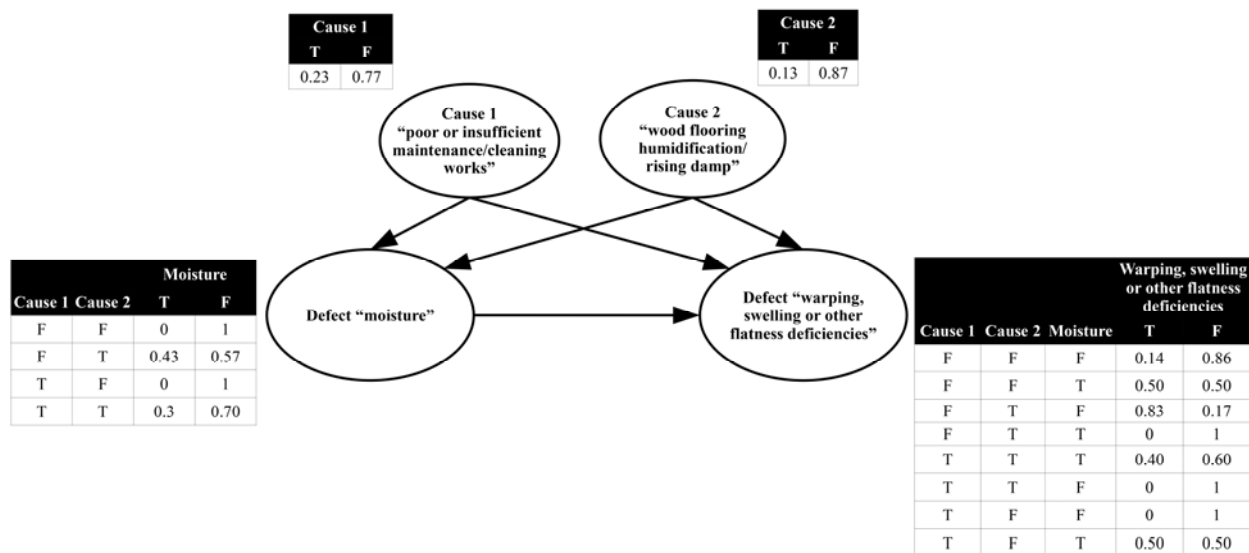 Cause 1
T F
0.23 0.77
Cause 2
T F
0.13 0.87
Cause 1
“poor or insufficient
maintenance/cleaning
works”
Cause 2
“wood flooring
humidification/
rising damp”
Moisture
Cause 1 Cause 2 T F
F F 0 1
F T 0.43 0.57
T F 0 1
T T 0.3 0.70
Defect “moisture”
Defect “warping,
swelling or other
flatness deficiencies”
Warping, swelling
or other flatness
deficiencies
Cause 1 Cause 2 Moisture T F
F F F 0.14 0.86
F F T 0.50 0.50
F T F 0.83 0.17
F T T 0 1
T T T 0.40 0.60
T T F 0 1
T F F 0 1
T F T 0.50 0.50